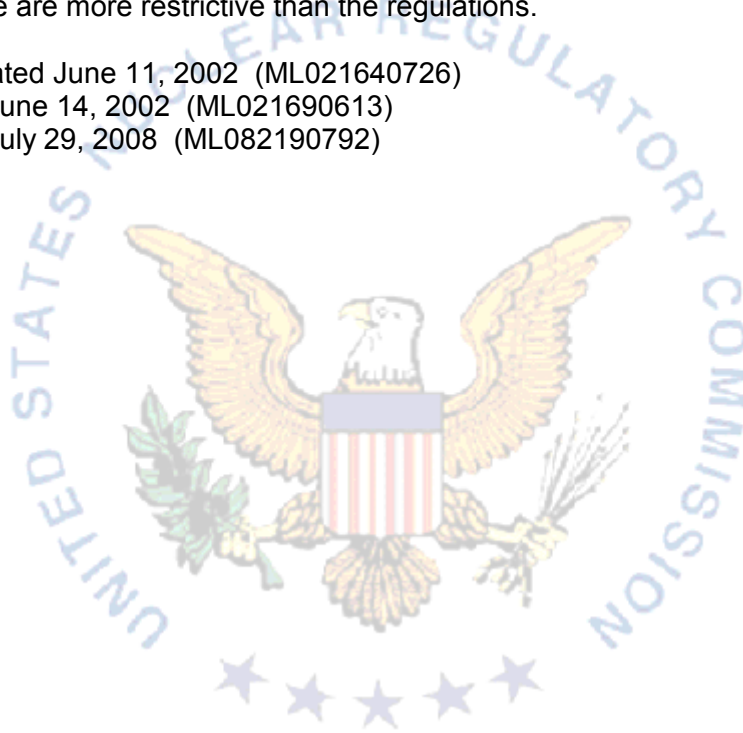 e are more restrictive than the regulations.
ated June 11, 2002 (ML021640726)
une 14, 2002 (ML021690613)
uly 29, 2008 (ML082190792)
UNITED STATES NUCLEAR REGULATORY COMMISSION